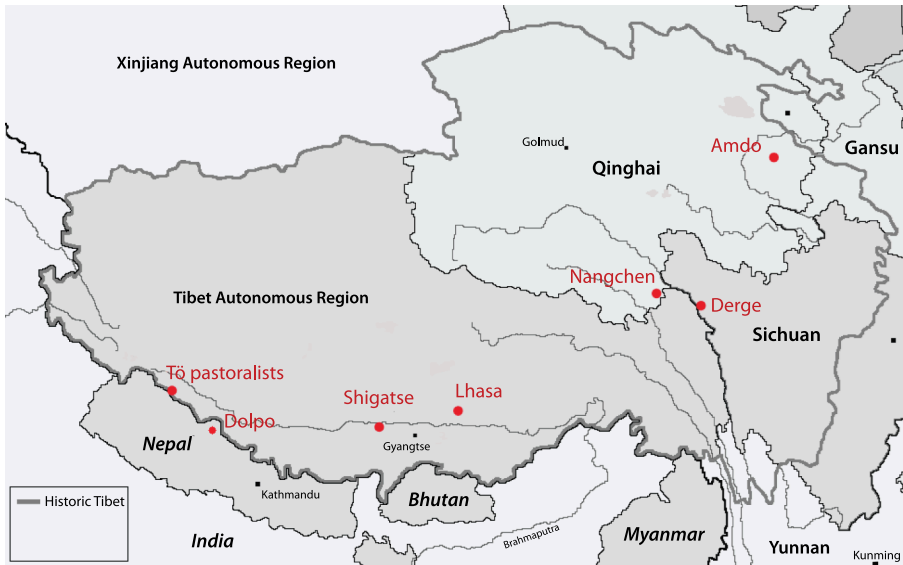 Xinjiang Autonomous Region
Golmud
Qinghai
Amdo
Gansu
Nangchen
Derge
Tibet Autonomous Region
Sichuan
Tö pastoralists
Shigatse
Lhasa
Dolpo
Nepal
Gyangtse
Kathmandu
Bhutan
Historic Tibet
India
Brahmaputra
Myanmar
Yunnan
Kunming